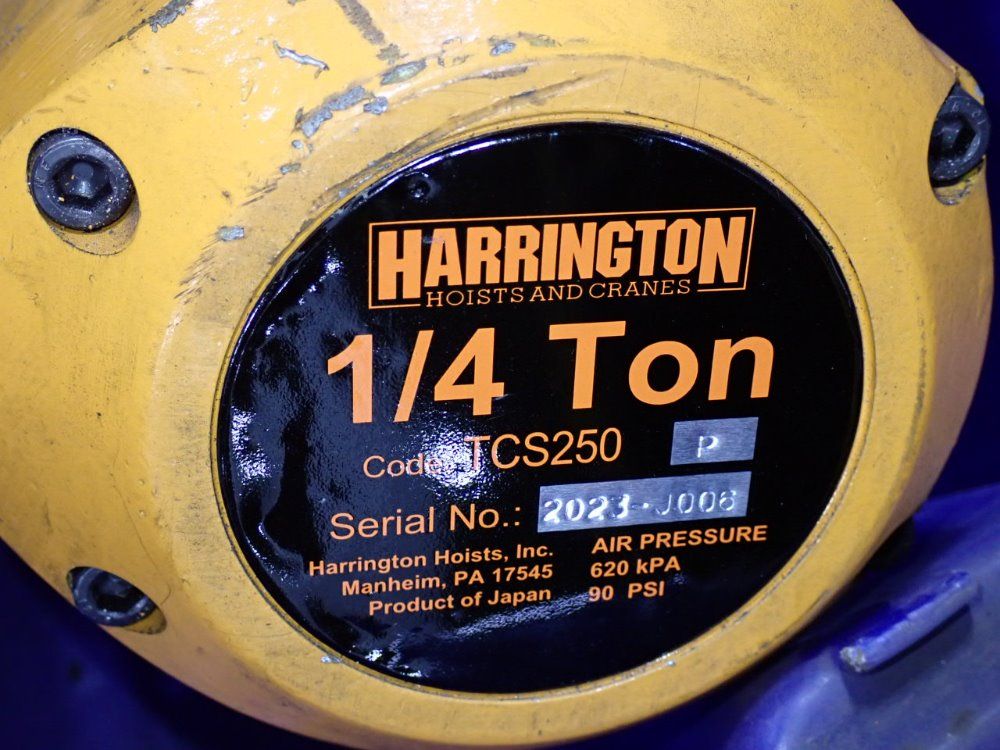 HARRINGTON
HOISTS AND CRANES
1/4 Ton
Code: TCS250 P
Serial No.: 2023-J006
Harrington Hoists, Inc.
Manheim, PA 17545
Product of Japan
AIR PRESSURE
620 kPA
90 PSI